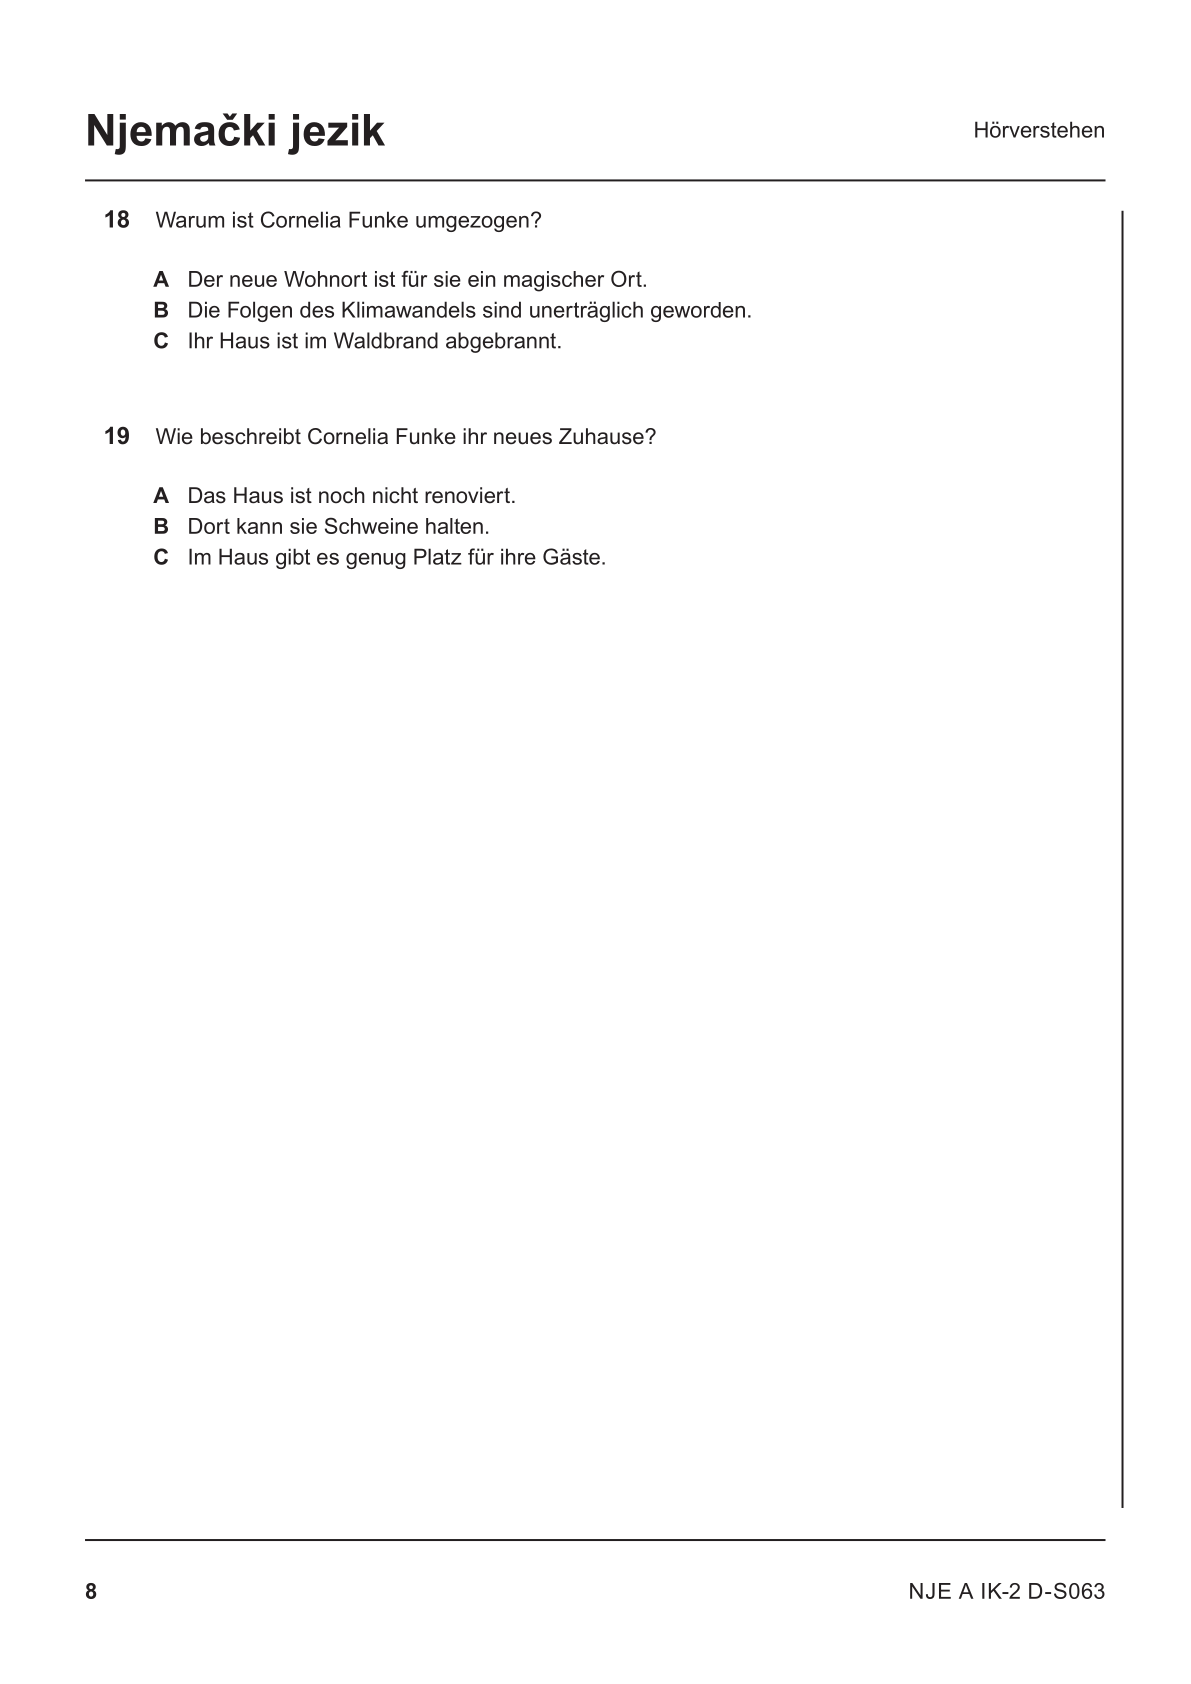 Njemački jezik
Hörverstehen
18 Warum ist Cornelia Funke umgezogen?
A Der neue Wohnort ist für sie ein magischer Ort.
B Die Folgen des Klimawandels sind unerträglich geworden.
C Ihr Haus ist im Waldbrand abgebrannt.
19 Wie beschreibt Cornelia Funke ihr neues Zuhause?
A Das Haus ist noch nicht renoviert.
B Dort kann sie Schweine halten.
C Im Haus gibt es genug Platz für ihre Gäste.
8
NJE A IK-2 D-S063